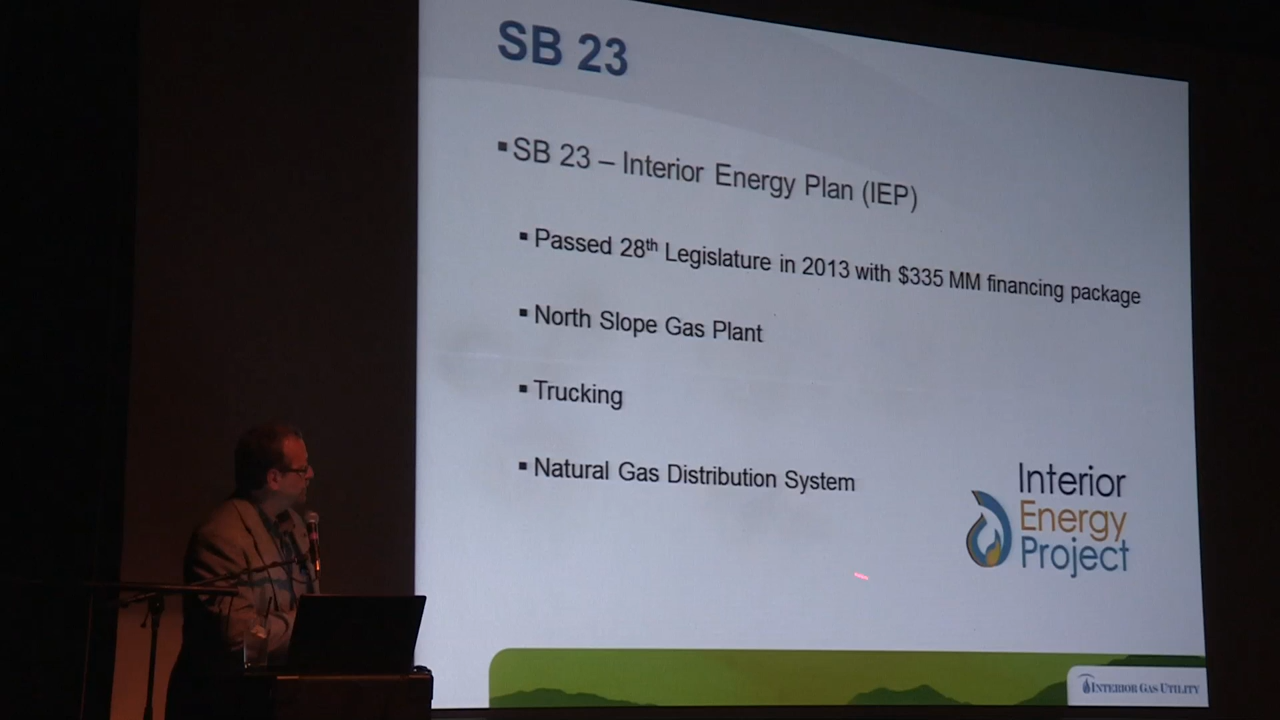 SB 23
▪SB 23 – Interior Energy Plan (IEP)
▪ Passed 28th Legislature in 2013 with $335 MM financing package
▪ North Slope Gas Plant
▪ Trucking
▪ Natural Gas Distribution System
Interior
Energy
Project
INTERIOR GAS UTILITY